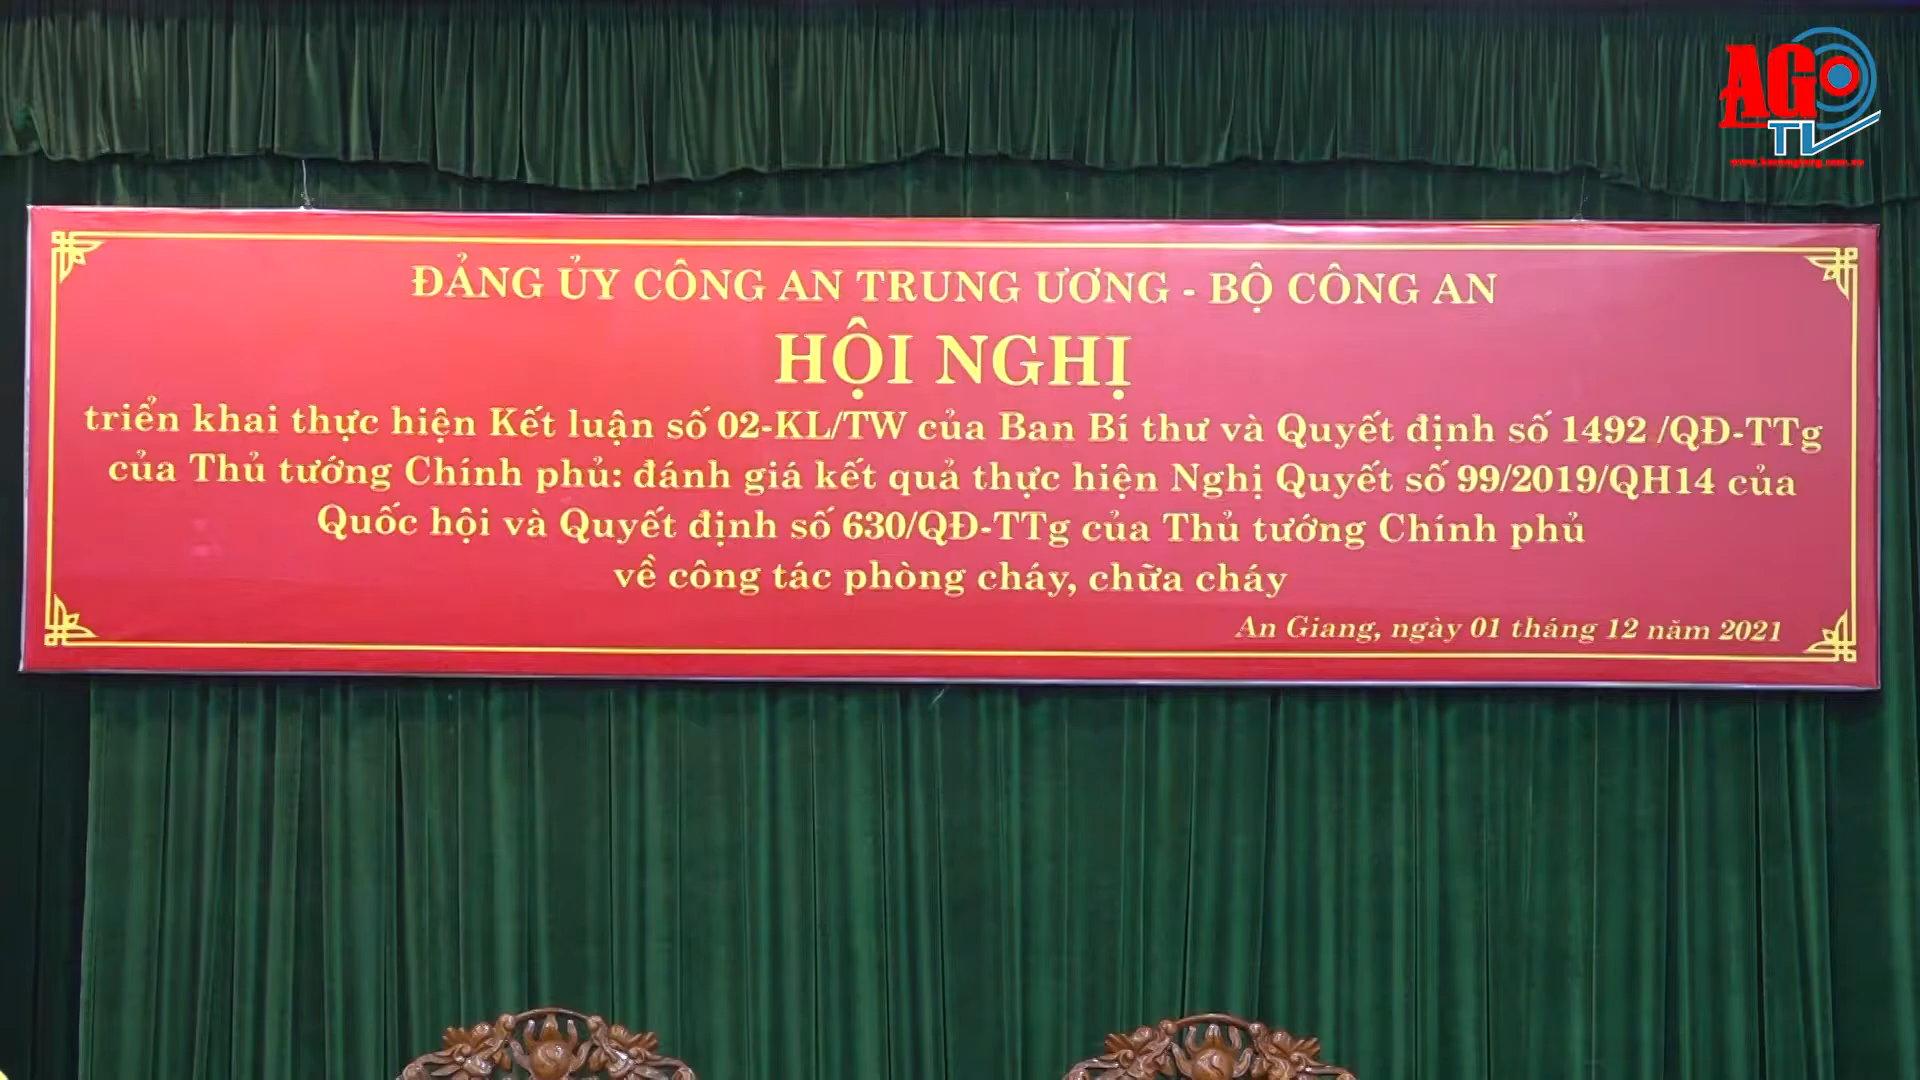 AGO
TV
ĐẢNG ỦY CÔNG AN TRUNG ƯƠNG - BỘ CÔNG AN
HỘI NGHỊ
triển khai thực hiện Kết luận số 02-KL/TW của Ban Bí thư và Quyết định số 1492 /QĐ-TTg
của Thủ tướng Chính phủ: đánh giá kết quả thực hiện Nghị Quyết số 99/2019/QH14 của
Quốc hội và Quyết định số 630/QĐ-TTg của Thủ tướng Chính phủ
về công tác phòng cháy, chữa cháy
An Giang, ngày 01 tháng 12 năm 2021